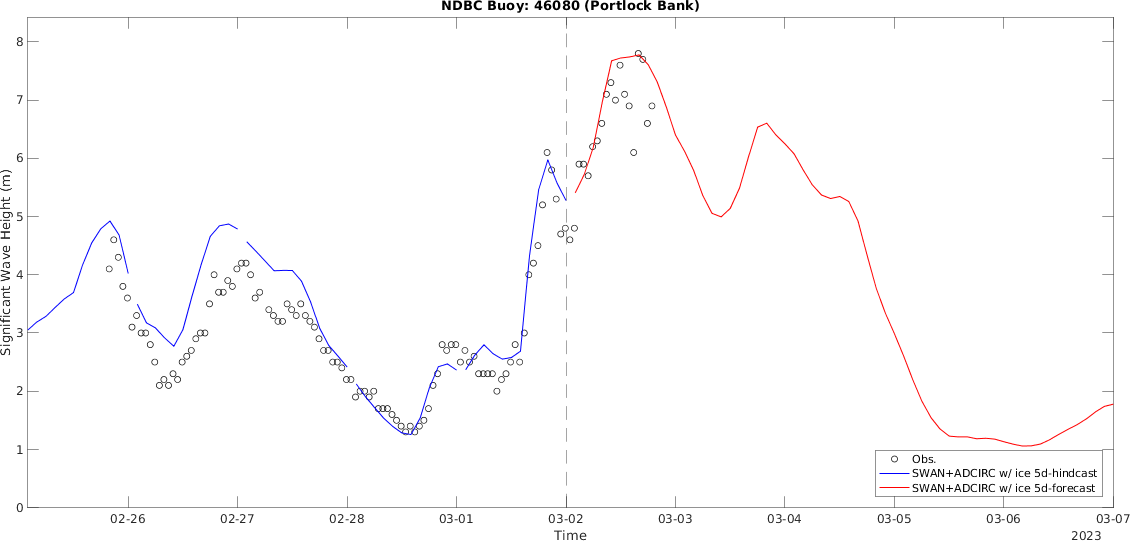 NDBC Buoy: 46080 (Portlock Bank)
Significant Wave Height (m)
8
7
6
5
4
3
2
1
0
Obs.
SWAN+ADCIRC w/ ice 5d-hindcast
SWAN+ADCIRC w/ ice 5d-forecast
02-26 02-27 02-28 03-01 03-02 03-03 03-04 03-05 03-06 03-07
Time
2023